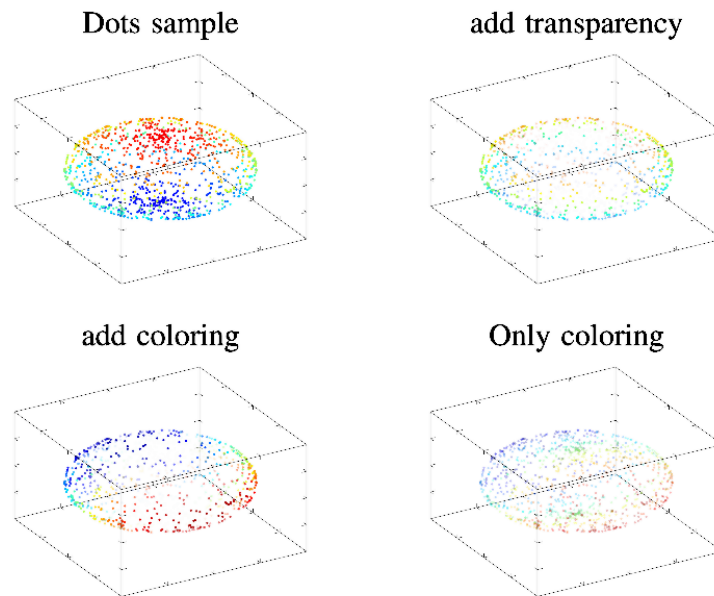 Dots sample
add transparency
add coloring
Only coloring